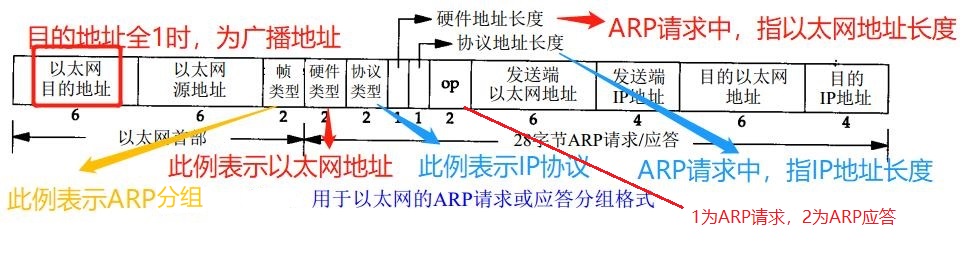 硬件地址长度
ARP请求中，指以太网地址长度
目的地址全1时，为广播地址
协议地址长度
以太网
目的地址
以太网
源地址
帧
类型
硬件
类型
协议
类型
op
发送端
以太网地址
发送端
IP地址
目的以太网
地址
目的
IP地址
6 6 2 2 2 1 1 2 6 4 6 4
以太网首部
28字节ARP请求/应答
此例表示以太网地址
此例表示IP协议
ARP请求中，指IP地址长度
此例表示ARP分组
用于以太网的ARP请求或应答分组格式
1为ARP请求，2为ARP应答